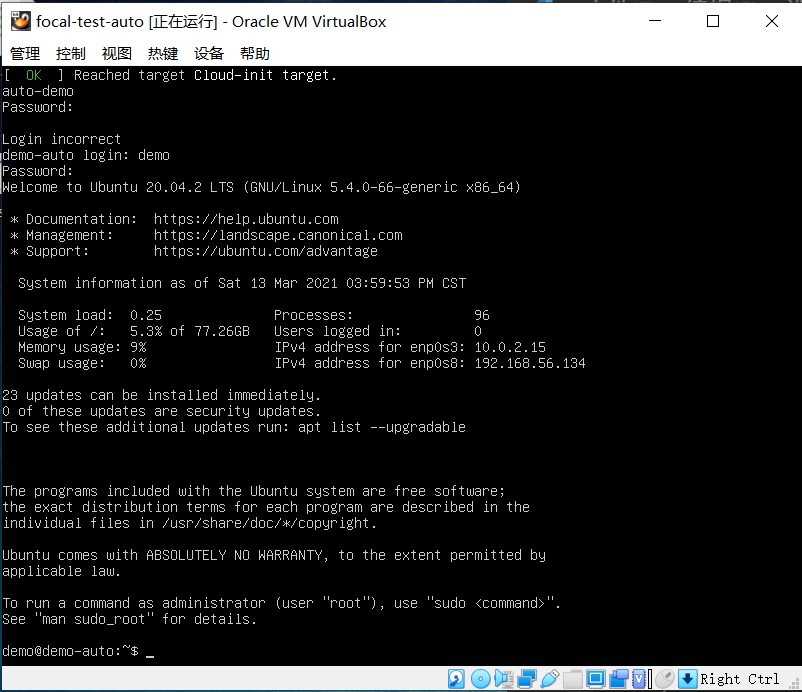 focal-test-auto [正在运行] - Oracle VM VirtualBox
管理 控制 视图 热键 设备 帮助
[  OK  ] Reached target Cloud-init target.
auto-demo
Password:
Login incorrect
demo-auto login: demo
Password:
Welcome to Ubuntu 20.04.2 LTS (GNU/Linux 5.4.0-66-generic x86_64)
* Documentation:  https://help.ubuntu.com
* Management:     https://landscape.canonical.com
* Support:        https://ubuntu.com/advantage
System information as of Sat 13 Mar 2021 03:59:53 PM CST
System load:  0.25              Processes:               96
Usage of /:   5.3% of 77.26GB   Users logged in:         0
Memory usage: 9%                IPv4 address for enp0s3: 10.0.2.15
Swap usage:   0%                IPv4 address for enp0s8: 192.168.56.134
23 updates can be installed immediately.
0 of these updates are security updates.
To see these additional updates run: apt list --upgradable
The programs included with the Ubuntu system are free software;
the exact distribution terms for each program are described in the
individual files in /usr/share/doc/*/copyright.
Ubuntu comes with ABSOLUTELY NO WARRANTY, to the extent permitted by
applicable law.
To run a command as administrator (user "root"), use "sudo <command>".
See "man sudo_root" for details.
demo@demo-auto:~$ _
Right Ctrl